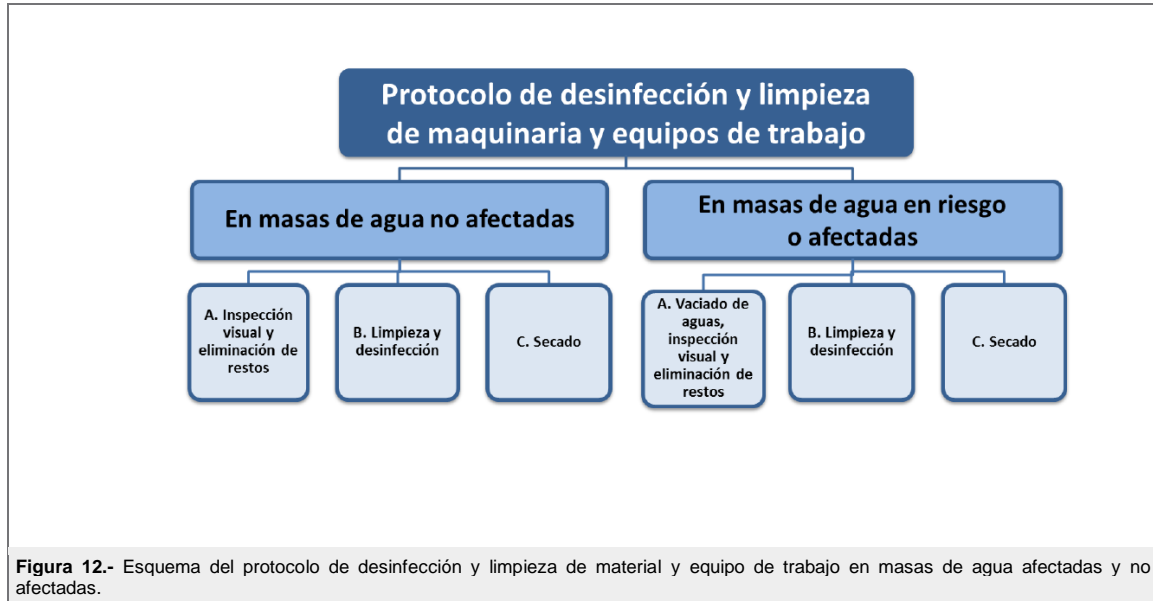 Protocolo de desinfección y limpieza
de maquinaria y equipos de trabajo
En masas de agua no afectadas
En masas de agua en riesgo
o afectadas
A. Inspección
visual y
eliminación de
restos
B. Limpieza y
desinfección
C. Secado
A. Vaciado de
aguas,
inspección
visual y
eliminación de
restos
B. Limpieza y
desinfección
C. Secado
Figura 12.- Esquema del protocolo de desinfección y limpieza de material y equipo de trabajo en masas de agua afectadas y no
afectadas.